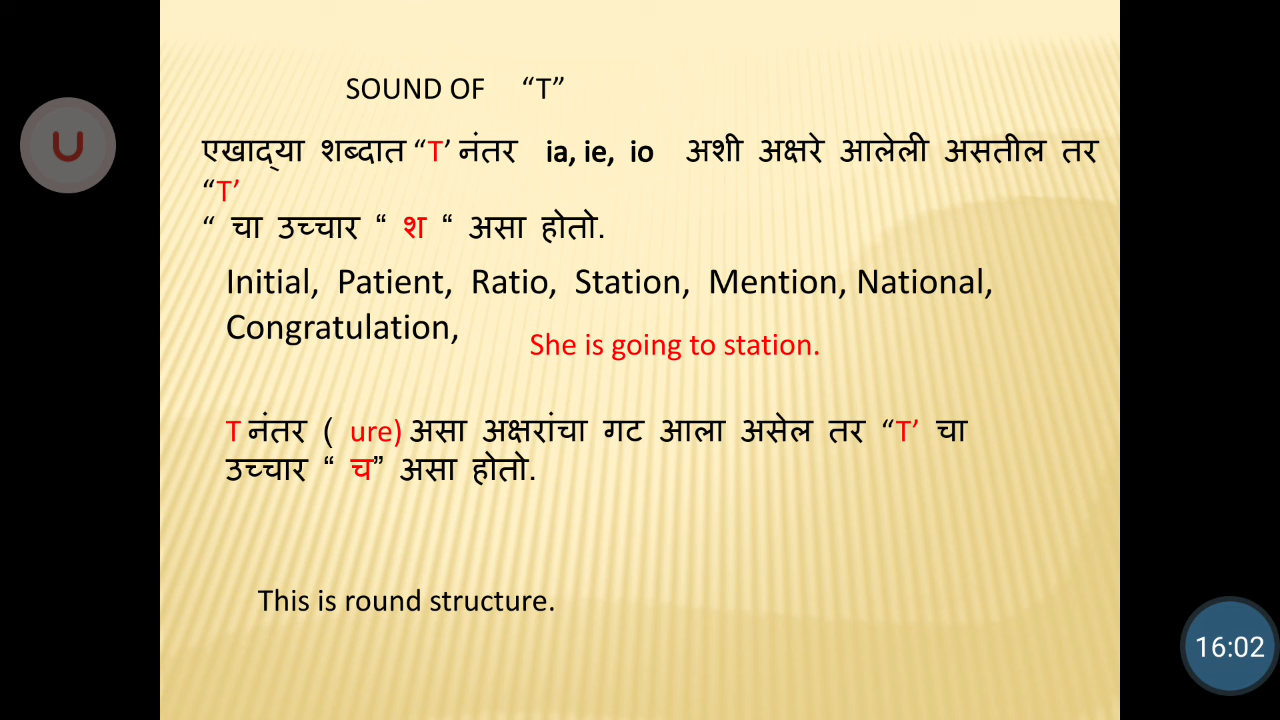 SOUND OF “T”
एखाद्‌या शब्दात “T’ नंतर ia, ie, io अशी अक्षरे आलेली असतील तर
“T’
“ चा उच्चार “ श “ असा होतो.
Initial, Patient, Ratio, Station, Mention, National,
Congratulation,
She is going to station.
T नंतर ( ure) असा अक्षरांचा गट आला असेल तर “T’ चा
उच्चार “ च” असा होतो.
This is round structure.
16:02